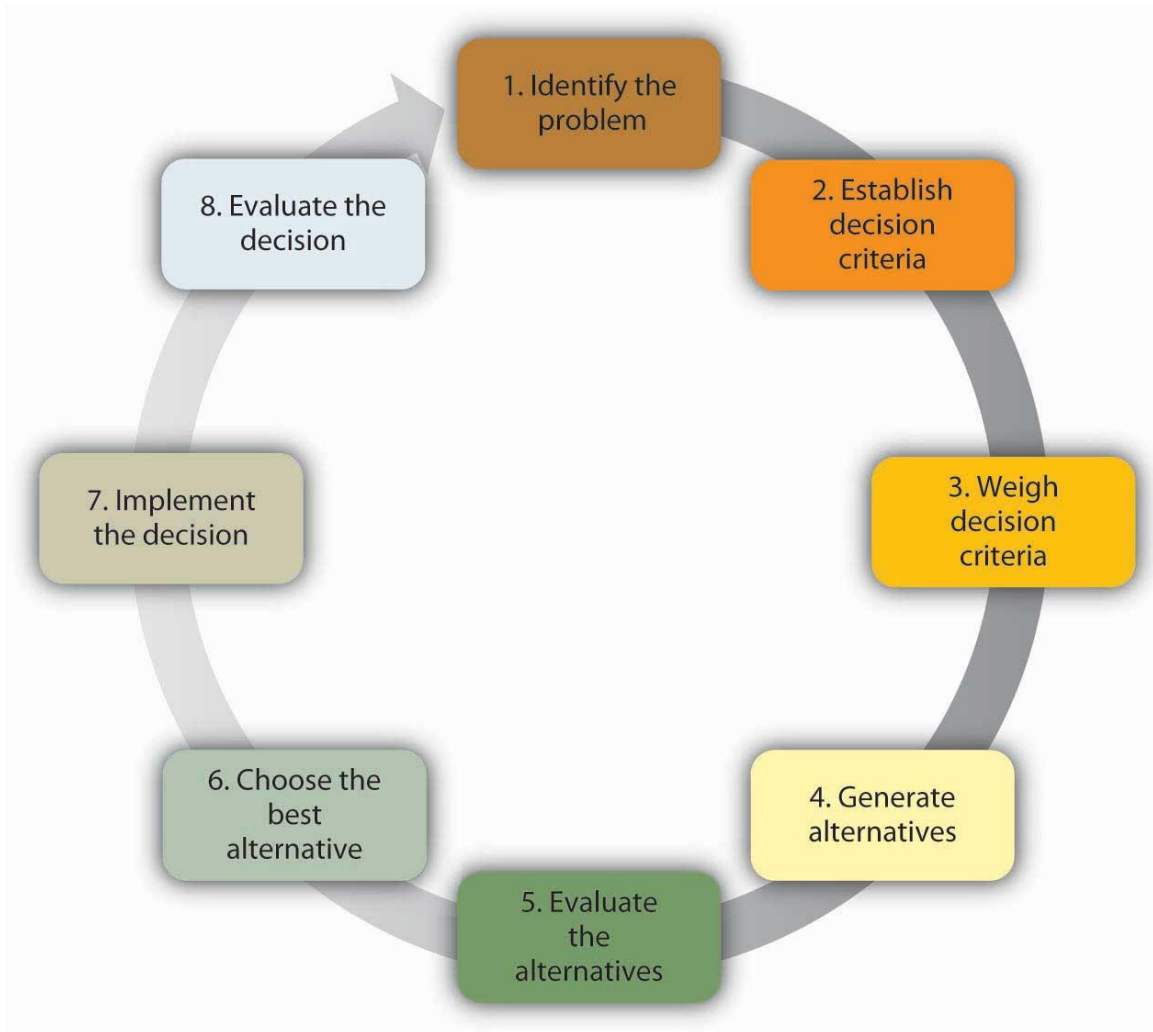 1. Identify the
problem
2. Establish
decision
criteria
3. Weigh
decision
criteria
4. Generate
alternatives
5. Evaluate
the
alternatives
6. Choose the
best
alternative
7. Implement
the decision
8. Evaluate the
decision